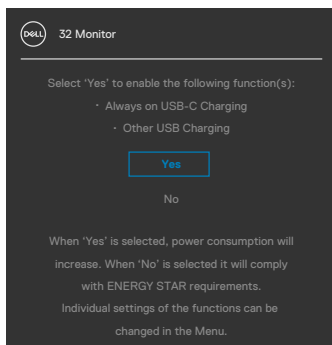 DELL 32 Monitor
Select ‘Yes’ to enable the following function(s):
· Always on USB-C Charging
· Other USB Charging
Yes
No
When ‘Yes’ is selected, power consumption will
increase. When ‘No’ is selected it will comply
with ENERGY STAR requirements.
Individual settings of the functions can be
changed in the Menu.